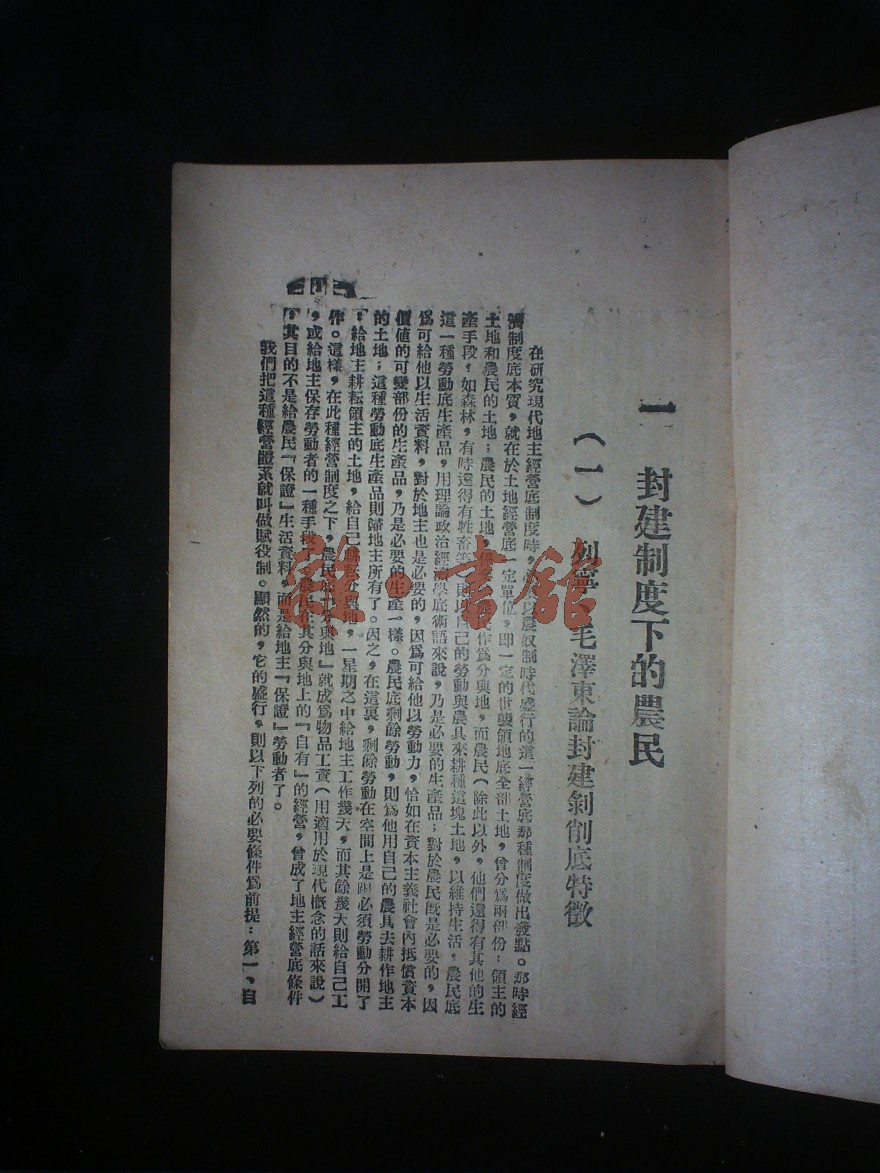 一 封建制度下的農民
（一） 列寧、毛澤東論封建剝削底特徵
在研究現代地主經營底制度時，以農奴制時代盛行的這一經營底那種制度做出發點。那時經
濟制度底本質，就在於土地經營底一定單位，即一定的世襲領地底全部土地，曾分爲兩部份：領主的
土地和農民的土地；農民的土地，作爲分與地，而農民（除此以外，他們還得有其他的生
產手段，如森林，有時還得有牲畜等）則以自己的勞動與農具來耕種這塊土地，以維持生活，農民底
這一種勞動底生產品，用理論政治經濟學底術語來說，乃是必要的生產品；對於農民旣是必要的，因
爲可給他以生活資料，對於地主也是必要的，因爲可給他以勞動力，恰如在資本主義社會內抵償資本
價値的可變部份的生產品，乃是必要的生產一樣。農民底剩餘勞動，則爲他用自己的農具去耕作地主
的土地；這種勞動底生產品則歸地主所有了。因之，在這裏，剩餘勞動在空間上是跟必須勞動分開了
：給地主耕耘領主的土地，給自己耕耘分與地，一星期之中給地主工作幾天，而其餘幾天則給自己工
作。這樣，在此種經營制度之下，農民底「分與地」就成爲物品工資（用適用於現代概念的話來說）
，或給地主保存勞動者的一種手段了。農民在其分與地上的「自有」的經營，曾成了地主經營底條件
，其目的不是給農民「保證」生活資料，而是給地主「保證」勞動者了。
我們把這種經營體系就叫做賦役制。顯然的，它的盛行，則以下列的必要條件爲前提：第一，自
1
雜·書館